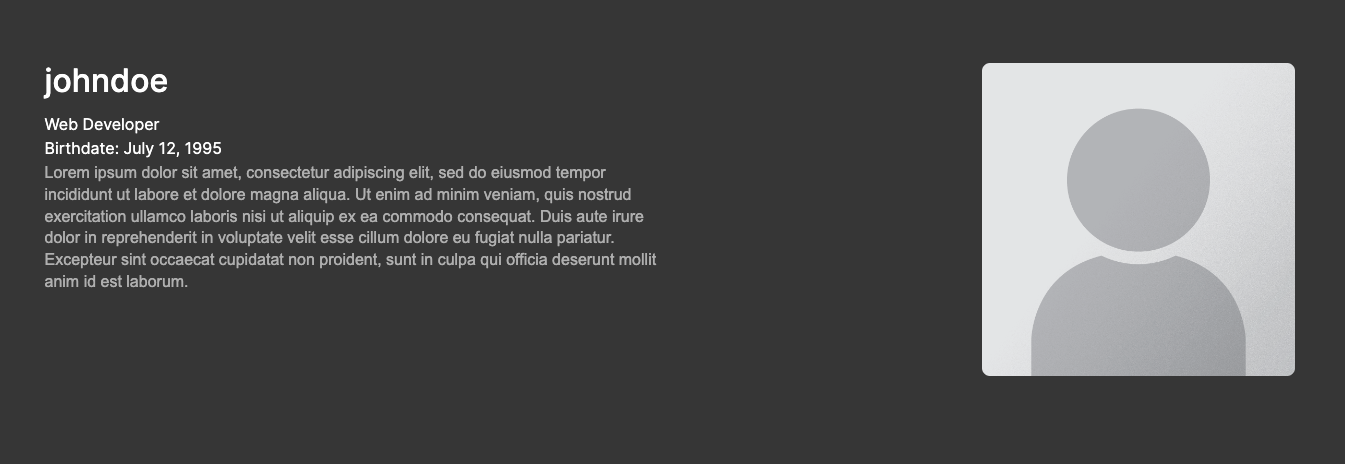 johndoe
Web Developer
Birthdate: July 12, 1995
Lorem ipsum dolor sit amet, consectetur adipiscing elit, sed do eiusmod tempor
incididunt ut labore et dolore magna aliqua. Ut enim ad minim veniam, quis nostrud
exercitation ullamco laboris nisi ut aliquip ex ea commodo consequat. Duis aute irure
dolor in reprehenderit in voluptate velit esse cillum dolore eu fugiat nulla pariatur.
Excepteur sint occaecat cupidatat non proident, sunt in culpa qui officia deserunt mollit
anim id est laborum.